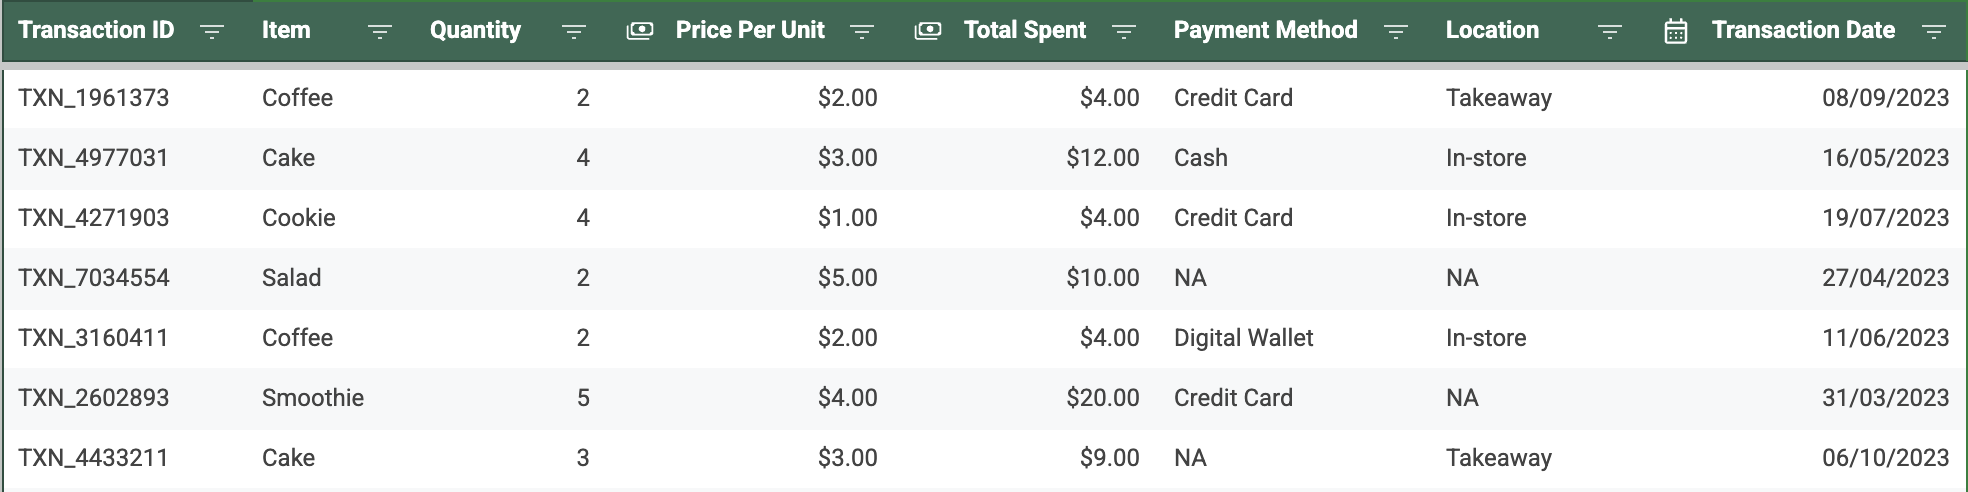 Transaction ID Item Quantity Price Per Unit Total Spent Payment Method Location Transaction Date
TXN_1961373 Coffee 2 $2.00 $4.00 Credit Card Takeaway 08/09/2023
TXN_4977031 Cake 4 $3.00 $12.00 Cash In-store 16/05/2023
TXN_4271903 Cookie 4 $1.00 $4.00 Credit Card In-store 19/07/2023
TXN_7034554 Salad 2 $5.00 $10.00 NA NA 27/04/2023
TXN_3160411 Coffee 2 $2.00 $4.00 Digital Wallet In-store 11/06/2023
TXN_2602893 Smoothie 5 $4.00 $20.00 Credit Card NA 31/03/2023
TXN_4433211 Cake 3 $3.00 $9.00 NA Takeaway 06/10/2023